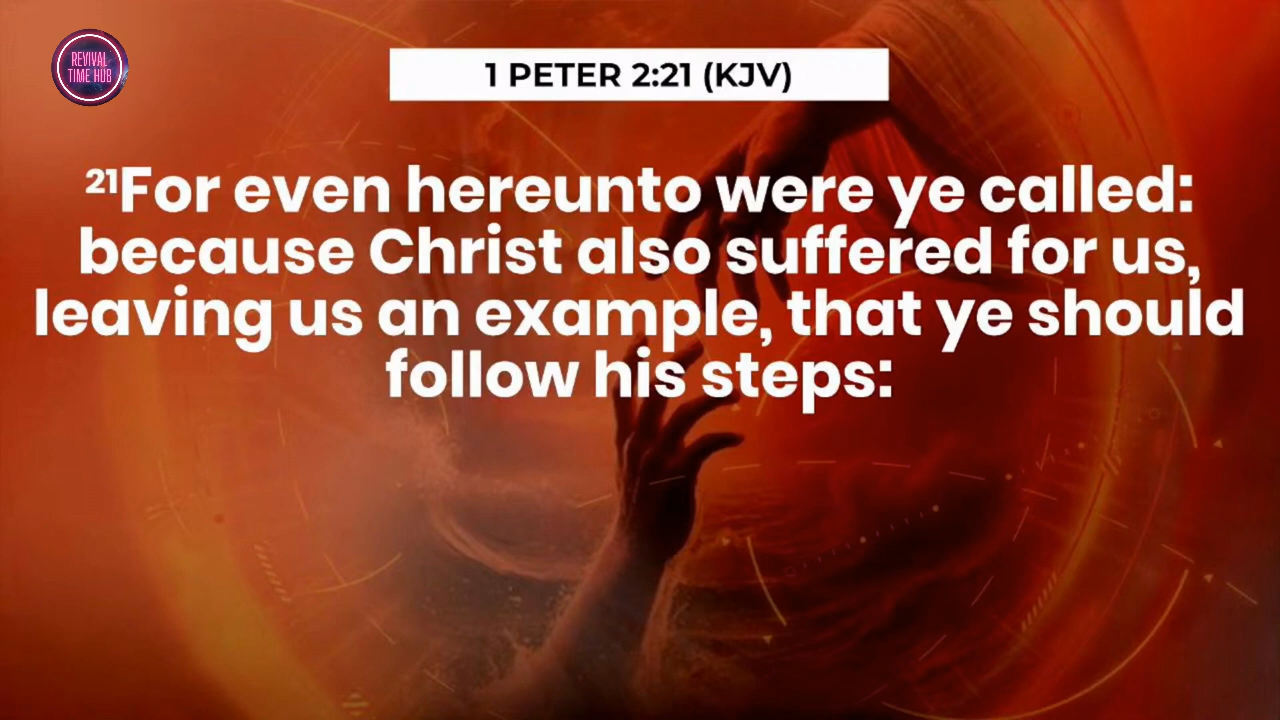 REVIVAL
TIME HUB
1 PETER 2:21 (KJV)
²¹For even hereunto were ye called:
because Christ also suffered for us,
leaving us an example, that ye should
follow his steps: